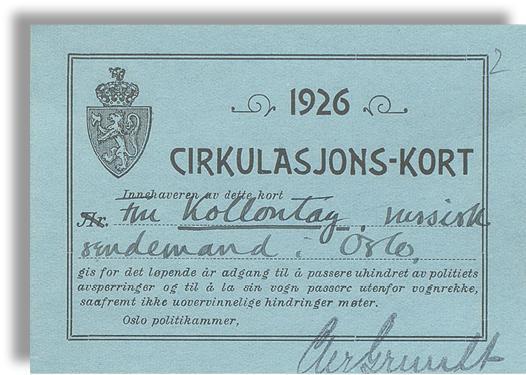 2
1926
CIRKULASJONS-KORT
Innehaveren av dette kort
Hr. Fru Kollontay, russisk
sendemand i Oslo,
gis for det løpende år adgang til å passere uhindret av politiets
avsperringer og til å la sin vogn passere utenfor vognrekke,
saafremt ikke uovervinnelige hindringer møter.
Oslo politikammer,